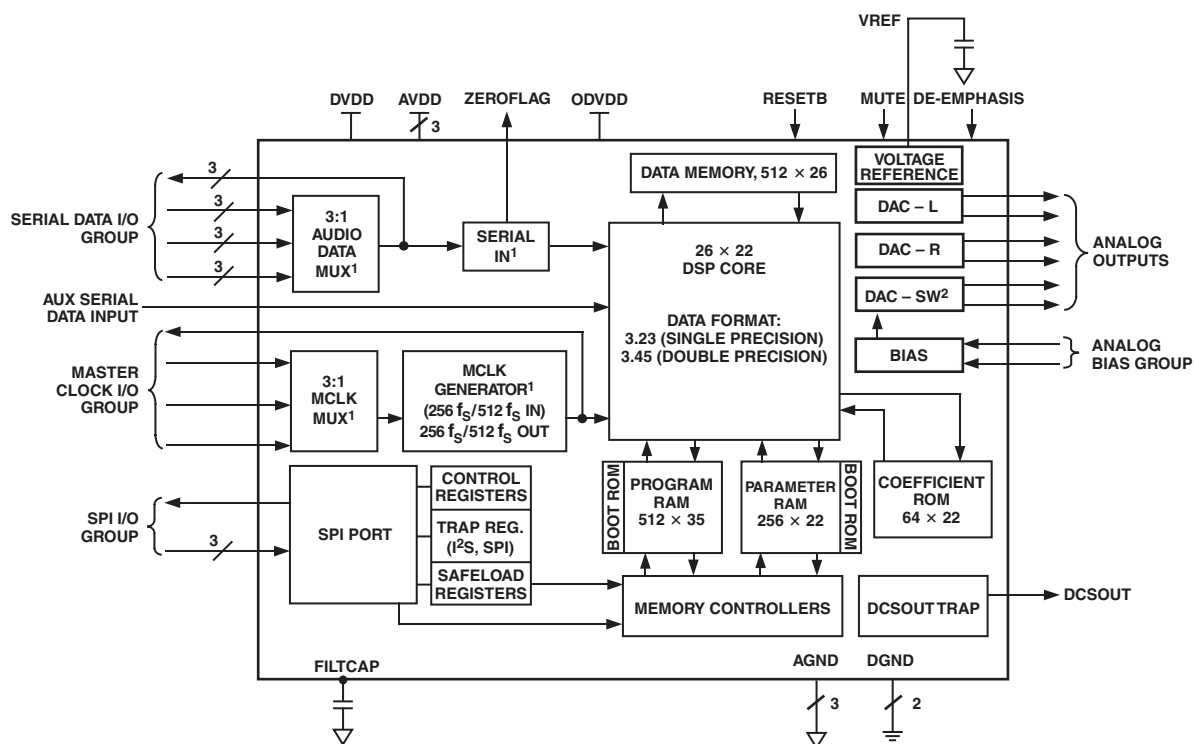 VREF
DVDD
AVDD
3
ZEROFLAG
ODVDD
RESETB
MUTE
DE-EMPHASIS
SERIAL DATA I/O
GROUP
3
3
3
3
3:1
AUDIO
DATA
MUX1
SERIAL
IN1
DATA MEMORY, 512 × 26
26 × 22
DSP CORE
DATA FORMAT:
3.23 (SINGLE PRECISION)
3.45 (DOUBLE PRECISION)
VOLTAGE
REFERENCE
DAC – L
DAC – R
DAC – SW2
BIAS
ANALOG
OUTPUTS
ANALOG
BIAS GROUP
AUX SERIAL
DATA INPUT
MASTER
CLOCK I/O
GROUP
3:1
MCLK
MUX1
MCLK
GENERATOR1
(256 fS/512 fS IN)
256 fS/512 fS OUT
SPI I/O
GROUP
3
SPI PORT
CONTROL
REGISTERS
TRAP REG.
(I2S, SPI)
SAFELOAD
REGISTERS
BOOT ROM
PROGRAM
RAM
512 × 35
PARAMETER
RAM
256 × 22
BOOT ROM
COEFFICIENT
ROM
64 × 22
MEMORY CONTROLLERS
DCSOUT TRAP
DCSOUT
FILTCAP
AGND
3
DGND
2